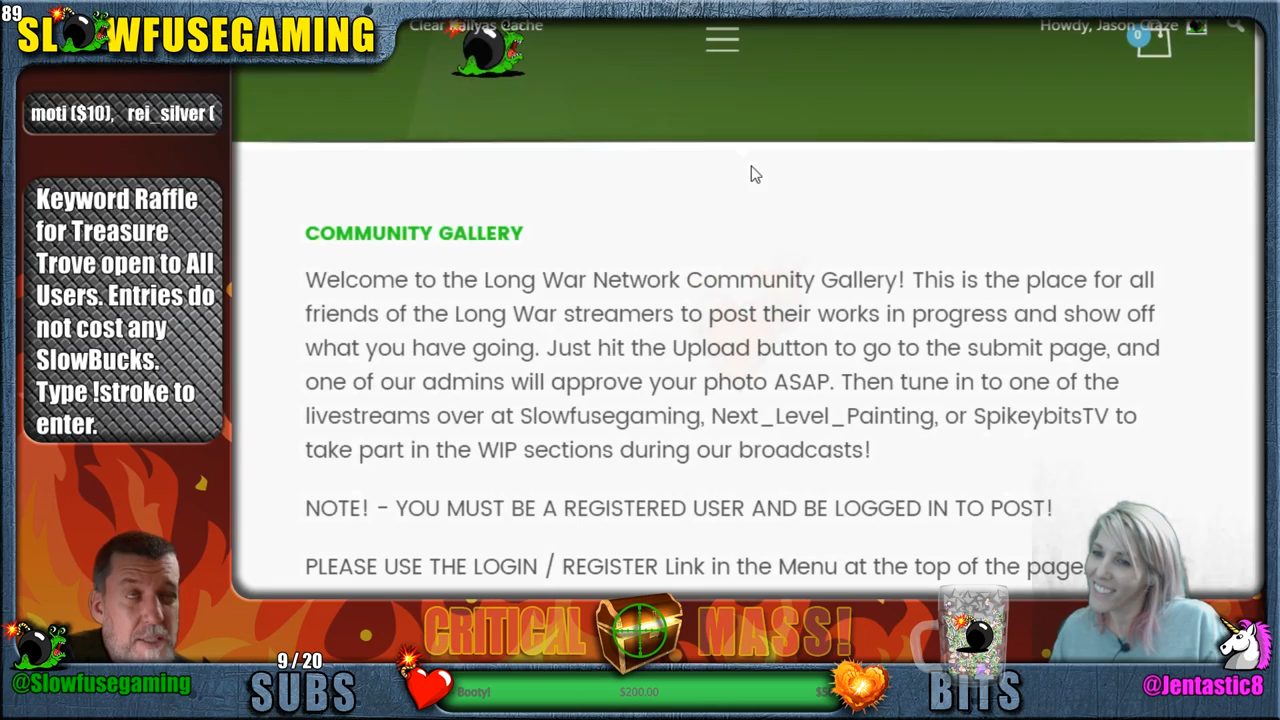 89
SLOWFUSEGAMING
Clear Kallyas Cache
Howdy, Jason Craze
0
moti ($10), rei_silver (
Keyword Raffle
for Treasure
Trove open to All
Users. Entries do
not cost any
SlowBucks.
Type !stroke to
enter.
COMMUNITY GALLERY
Welcome to the Long War Network Community Gallery! This is the place for all
friends of the Long War streamers to post their works in progress and show off
what you have going. Just hit the Upload button to go to the submit page, and
one of our admins will approve your photo ASAP. Then tune in to one of the
livestreams over at Slowfusegaming, Next_Level_Painting, or SpikeybitsTV to
take part in the WIP sections during our broadcasts!
NOTE! - YOU MUST BE A REGISTERED USER AND BE LOGGED IN TO POST!
PLEASE USE THE LOGIN / REGISTER Link in the Menu at the top of the page
CRITICAL MASS!
@Slowfusegaming
9 / 20
SUBS
Booty!
$200.00
BITS
@Jentastic8